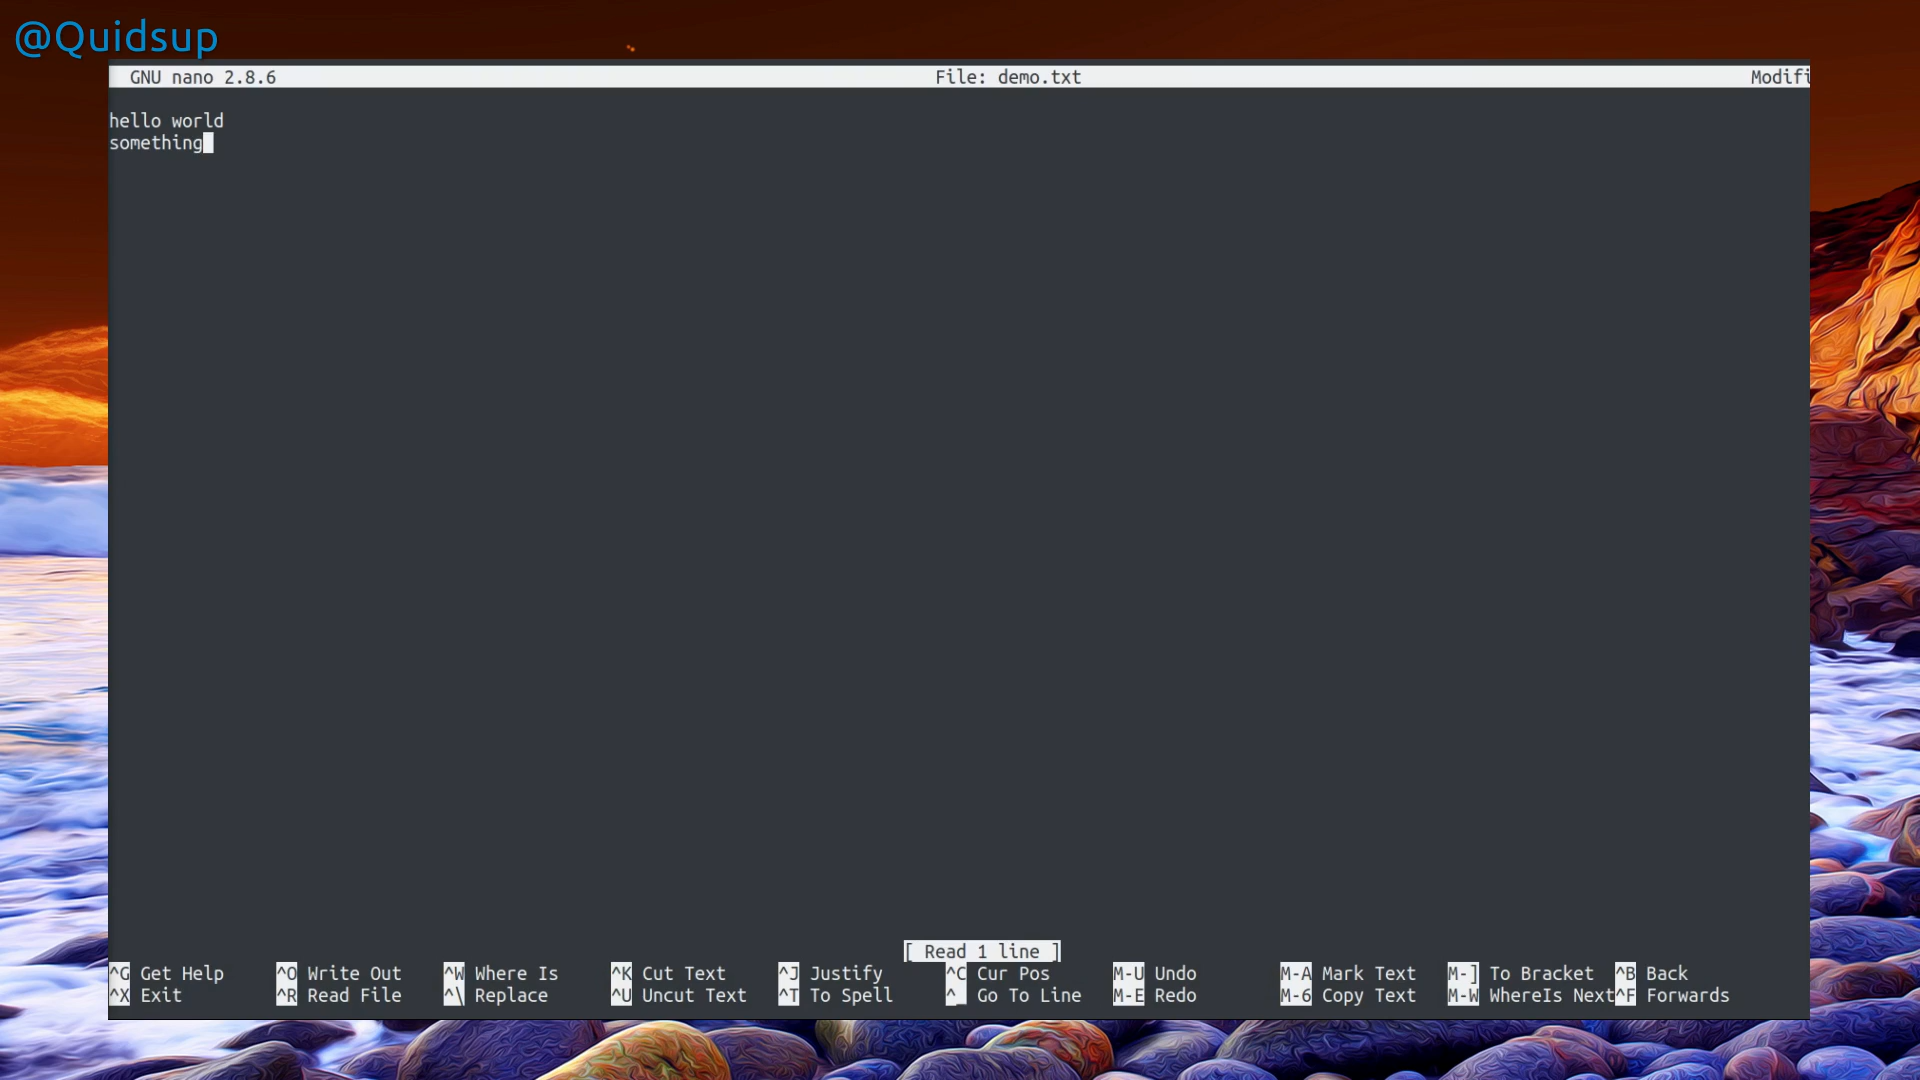 @Quidsup
GNU nano 2.8.6 File: demo.txt Modifi
hello world
something
[ Read 1 line ]
^G Get Help ^O Write Out ^W Where Is ^K Cut Text ^J Justify ^C Cur Pos M-U Undo M-A Mark Text M-] To Bracket ^B Back
^X Exit ^R Read File ^\ Replace ^U Uncut Text ^T To Spell ^_ Go To Line M-E Redo M-6 Copy Text M-W WhereIs Next ^F Forwards